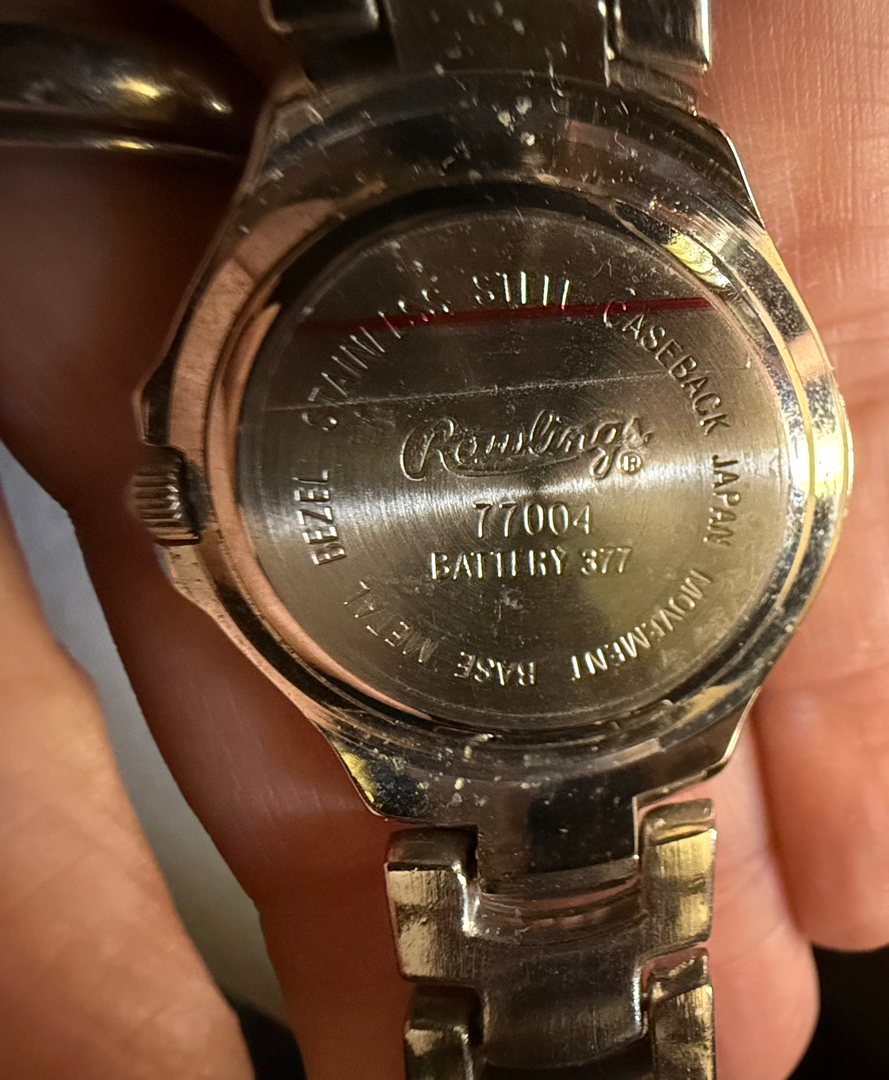 STAINLESS STEEL CASEBACK JAPAN MOVEMENT BASE METAL BEZEL
Rawlings®
77004
BATTERY 377